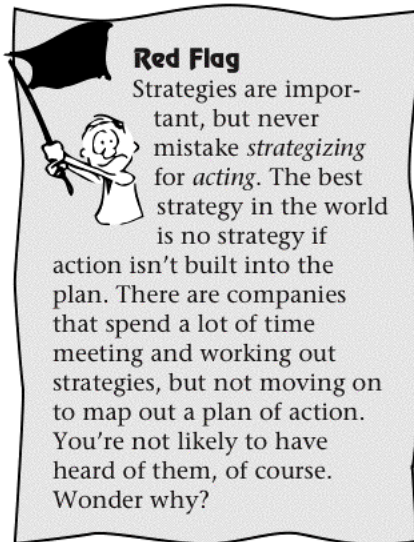 Red Flag
Strategies are impor-
tant, but never
mistake strategizing
for acting. The best
strategy in the world
is no strategy if
action isn’t built into the
plan. There are companies
that spend a lot of time
meeting and working out
strategies, but not moving on
to map out a plan of action.
You’re not likely to have
heard of them, of course.
Wonder why?